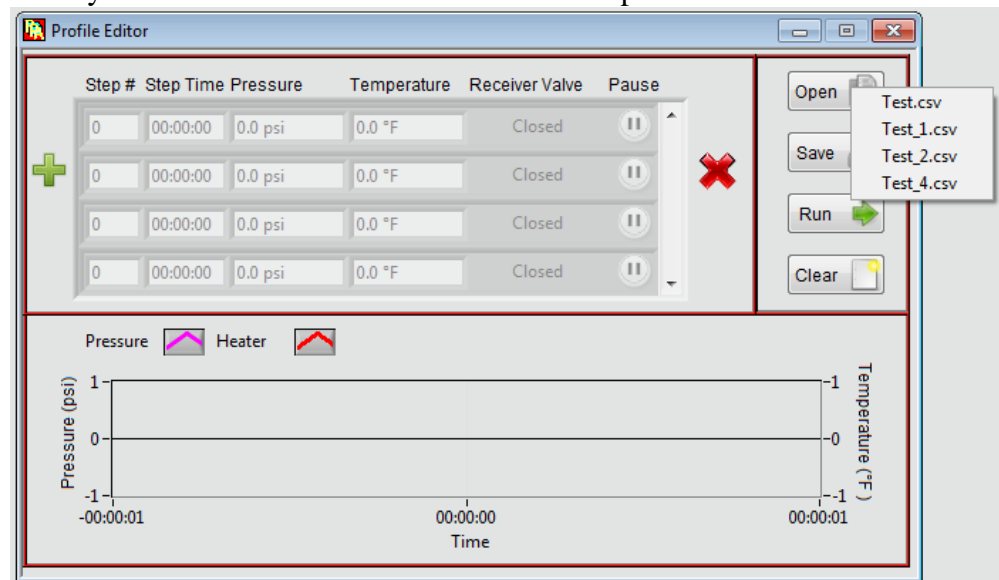 Profile Editor
Step # Step Time Pressure Temperature Receiver Valve Pause
0 00:00:00 0.0 psi 0.0 °F Closed
0 00:00:00 0.0 psi 0.0 °F Closed
0 00:00:00 0.0 psi 0.0 °F Closed
0 00:00:00 0.0 psi 0.0 °F Closed
Open
Save
Run
Clear
Test.csv
Test_1.csv
Test_2.csv
Test_4.csv
Pressure Heater
Pressure (psi)
1
0
-1
1
0
-1
Temperature (°F)
-00:00:01 00:00:00 00:00:01
Time